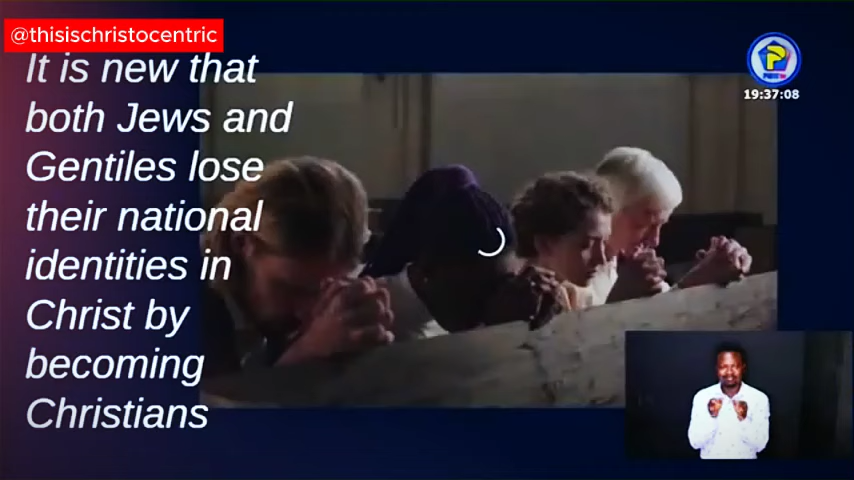 @thisischristocentric
It is new that
both Jews and
Gentiles lose
their national
identities in
Christ by
becoming
Christians
P
19:37:08